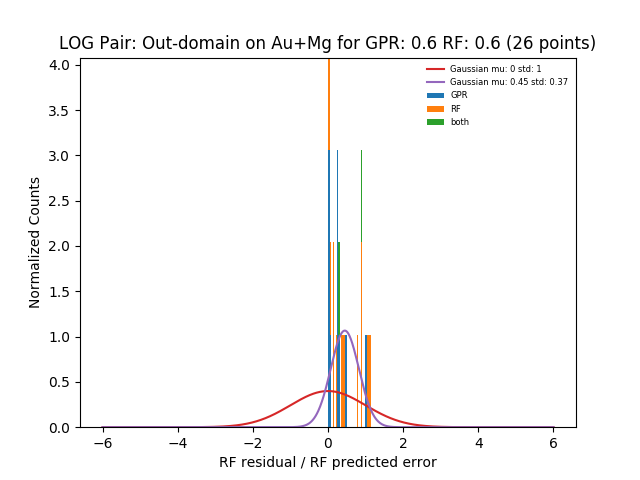 LOG Pair: Out-domain on Au+Mg for GPR: 0.6 RF: 0.6 (26 points)
4.0
3.5
3.0
2.5
2.0
1.5
1.0
0.5
0.0
Normalized Counts
Gaussian mu: 0 std: 1
Gaussian mu: 0.45 std: 0.37
GPR
RF
both
−6 −4 −2 0 2 4 6
RF residual / RF predicted error